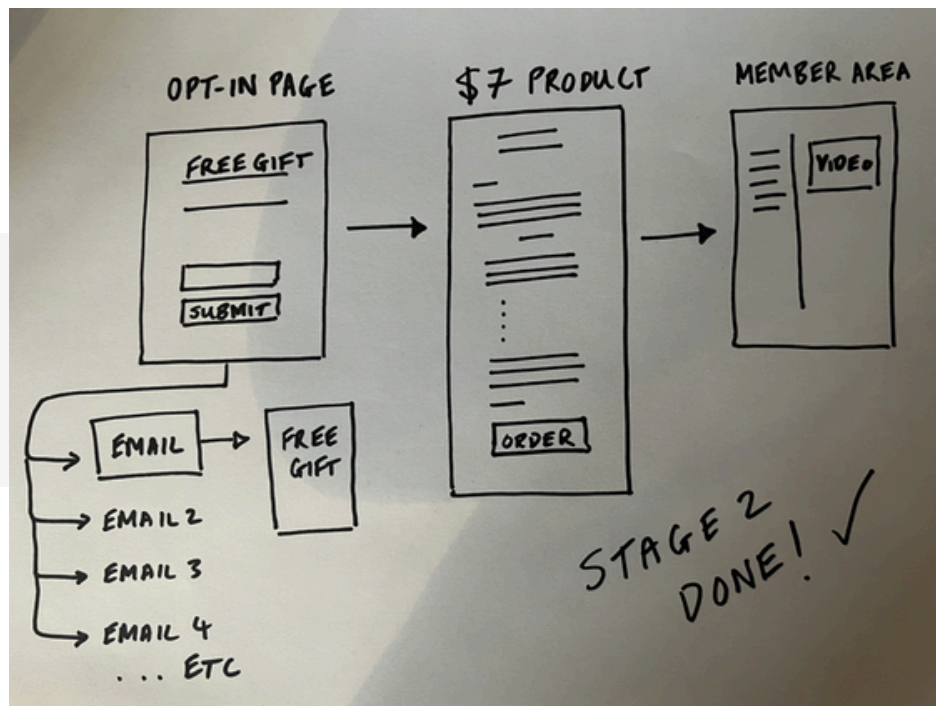 OPT-IN PAGE
$7 PRODUCT
MEMBER AREA
FREE GIFT
SUBMIT
ORDER
VIDEO
EMAIL
FREE
GIFT
EMAIL 2
EMAIL 3
EMAIL 4
... ETC
STAGE 2
DONE!